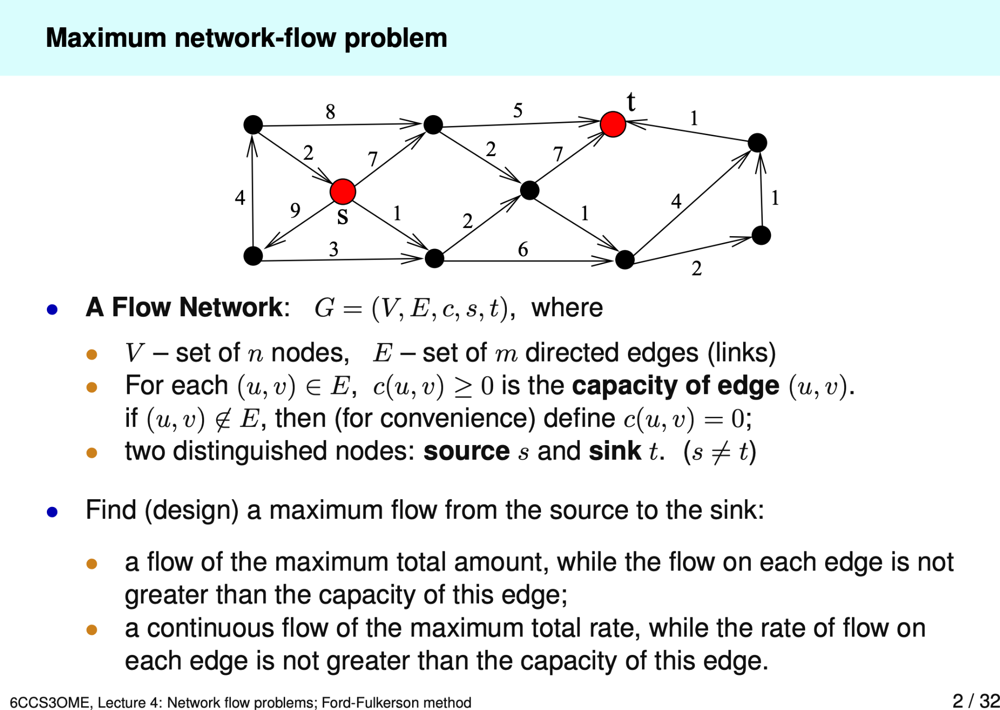 Maximum network-flow problem
t
8
5
1
2
7
2
7
4
9
s
1
2
1
4
1
3
6
2
• A Flow Network: G = (V, E, c, s, t), where
• V – set of n nodes, E – set of m directed edges (links)
• For each (u, v) ∈ E, c(u, v) ≥ 0 is the capacity of edge (u, v).
if (u, v) ∉ E, then (for convenience) define c(u, v) = 0;
• two distinguished nodes: source s and sink t. (s ≠ t)
• Find (design) a maximum flow from the source to the sink:
• a flow of the maximum total amount, while the flow on each edge is not
greater than the capacity of this edge;
• a continuous flow of the maximum total rate, while the rate of flow on
each edge is not greater than the capacity of this edge.
6CCS3OME, Lecture 4: Network flow problems; Ford-Fulkerson method
2 / 32